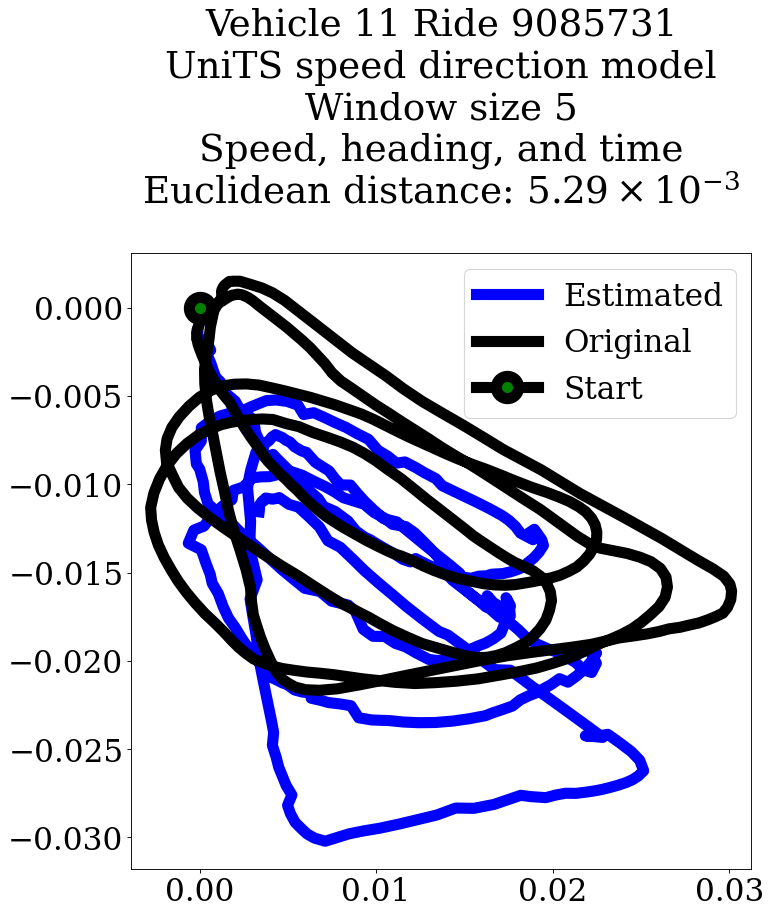 Vehicle 11 Ride 9085731
UniTS speed direction model
Window size 5
Speed, heading, and time
Euclidean distance: 5.29 × 10⁻³
Estimated
Original
Start
0.000
−0.005
−0.010
−0.015
−0.020
−0.025
−0.030
0.00 0.01 0.02 0.03